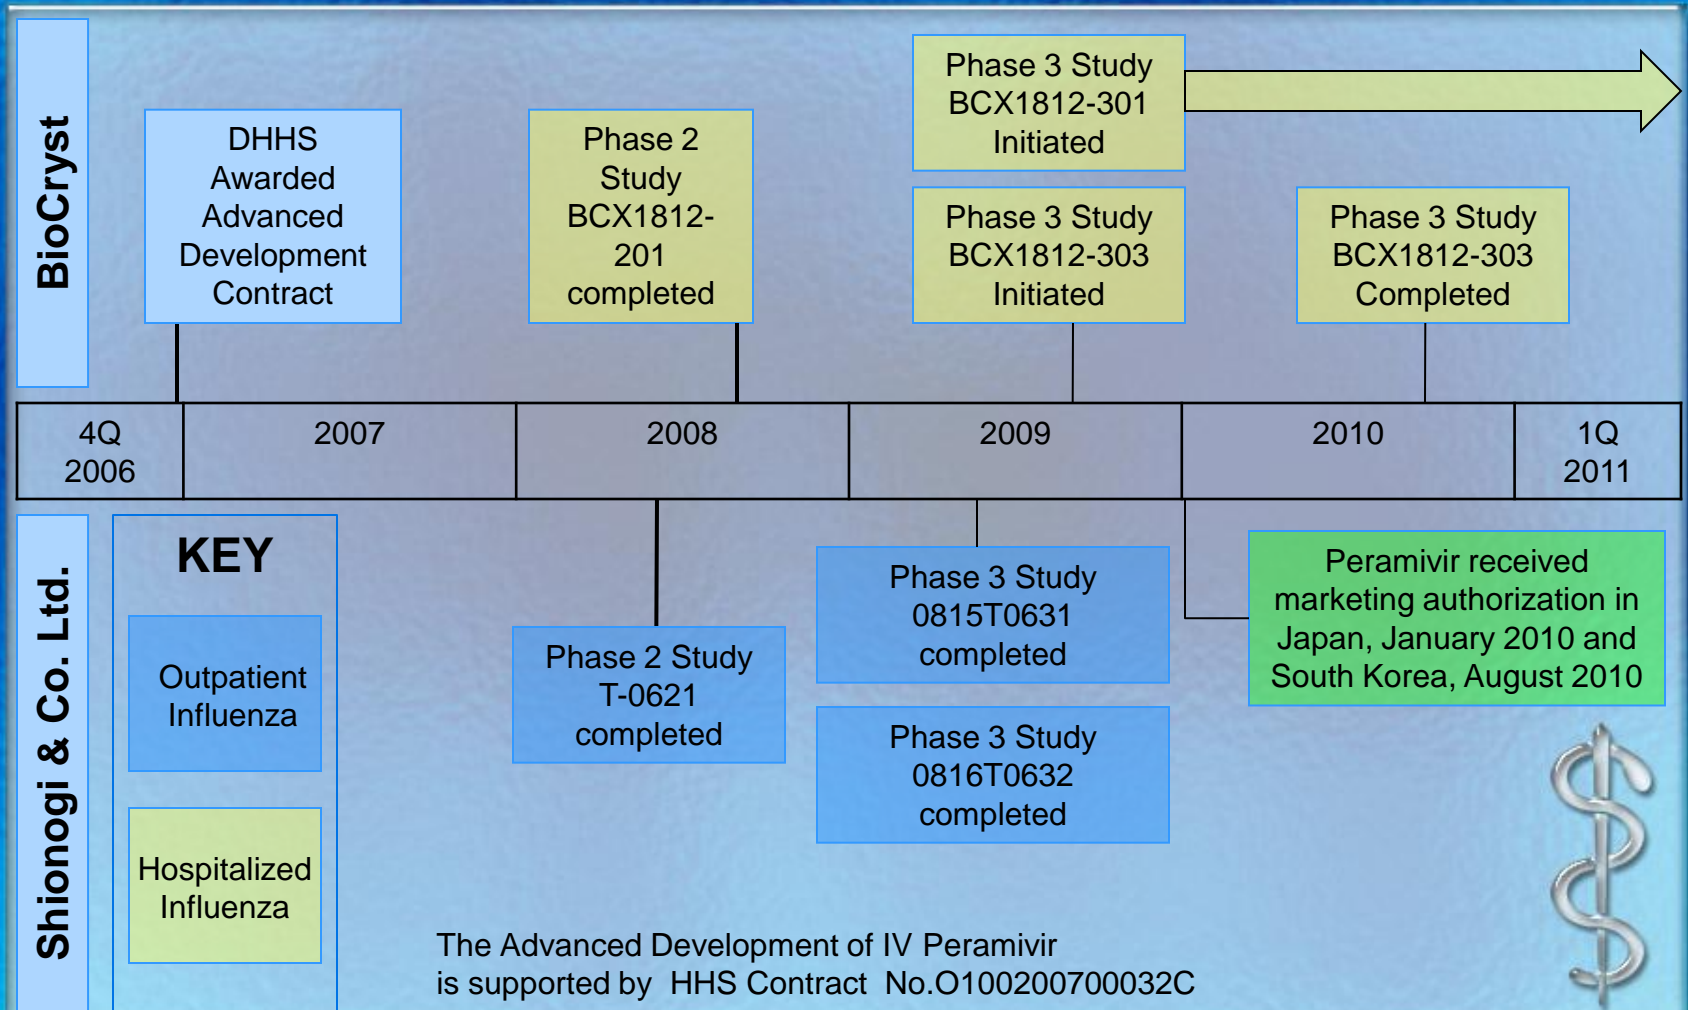 BioCryst
DHHS
Awarded
Advanced
Development
Contract
Phase 2
Study
BCX1812-
201
completed
Phase 3 Study
BCX1812-301
Initiated
Phase 3 Study
BCX1812-303
Initiated
Phase 3 Study
BCX1812-303
Completed
4Q
2006
2007
2008
2009
2010
1Q
2011
Shionogi & Co. Ltd.
KEY
Outpatient
Influenza
Hospitalized
Influenza
Phase 2 Study
T-0621
completed
Phase 3 Study
0815T0631
completed
Phase 3 Study
0816T0632
completed
Peramivir received
marketing authorization in
Japan, January 2010 and
South Korea, August 2010
The Advanced Development of IV Peramivir
is supported by HHS Contract No.O100200700032C